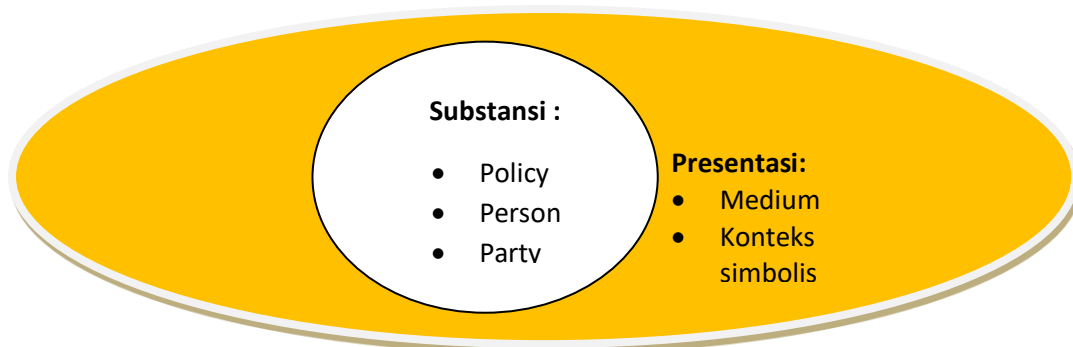 Substansi :
• Policy
• Person
• Party
Presentasi:
• Medium
• Konteks
simbolis